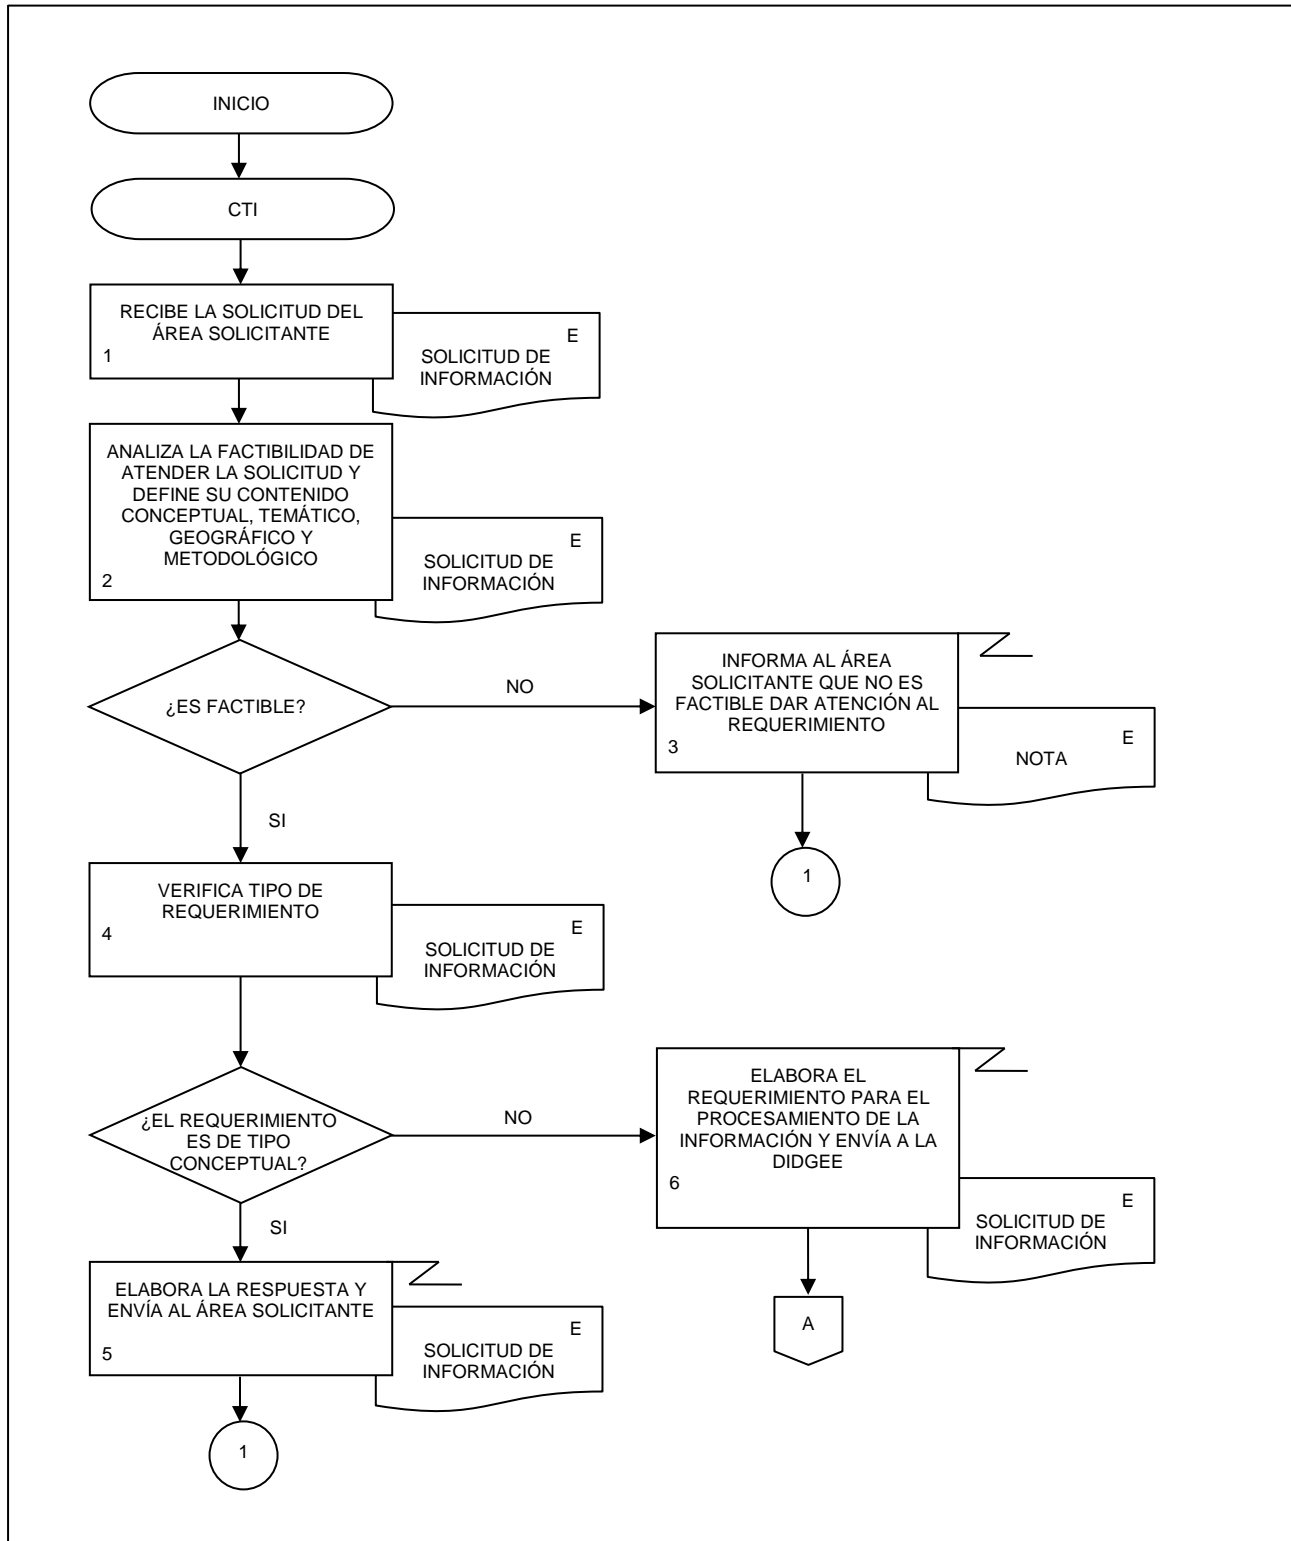 INICIO
CTI
RECIBE LA SOLICITUD DEL
ÁREA SOLICITANTE
1
E
SOLICITUD DE
INFORMACIÓN
ANALIZA LA FACTIBILIDAD DE
ATENDER LA SOLICITUD Y
DEFINE SU CONTENIDO
CONCEPTUAL, TEMÁTICO,
GEOGRÁFICO Y
METODOLÓGICO
2
E
SOLICITUD DE
INFORMACIÓN
¿ES FACTIBLE?
NO
INFORMA AL ÁREA
SOLICITANTE QUE NO ES
FACTIBLE DAR ATENCIÓN AL
REQUERIMIENTO
3
E
NOTA
1
SI
VERIFICA TIPO DE
REQUERIMIENTO
4
E
SOLICITUD DE
INFORMACIÓN
¿EL REQUERIMIENTO
ES DE TIPO
CONCEPTUAL?
NO
ELABORA EL
REQUERIMIENTO PARA EL
PROCESAMIENTO DE LA
INFORMACIÓN Y ENVÍA A LA
DIDGEE
6
E
SOLICITUD DE
INFORMACIÓN
A
SI
ELABORA LA RESPUESTA Y
ENVÍA AL ÁREA SOLICITANTE
5
E
SOLICITUD DE
INFORMACIÓN
1